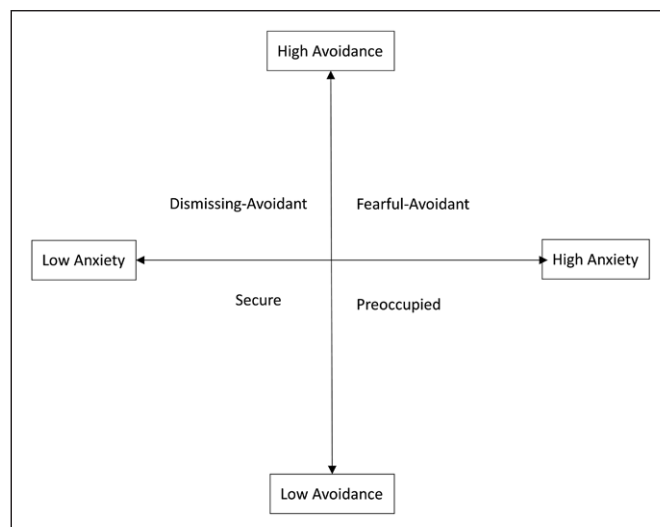 High Avoidance
Dismissing-Avoidant
Fearful-Avoidant
Low Anxiety
High Anxiety
Secure
Preoccupied
Low Avoidance